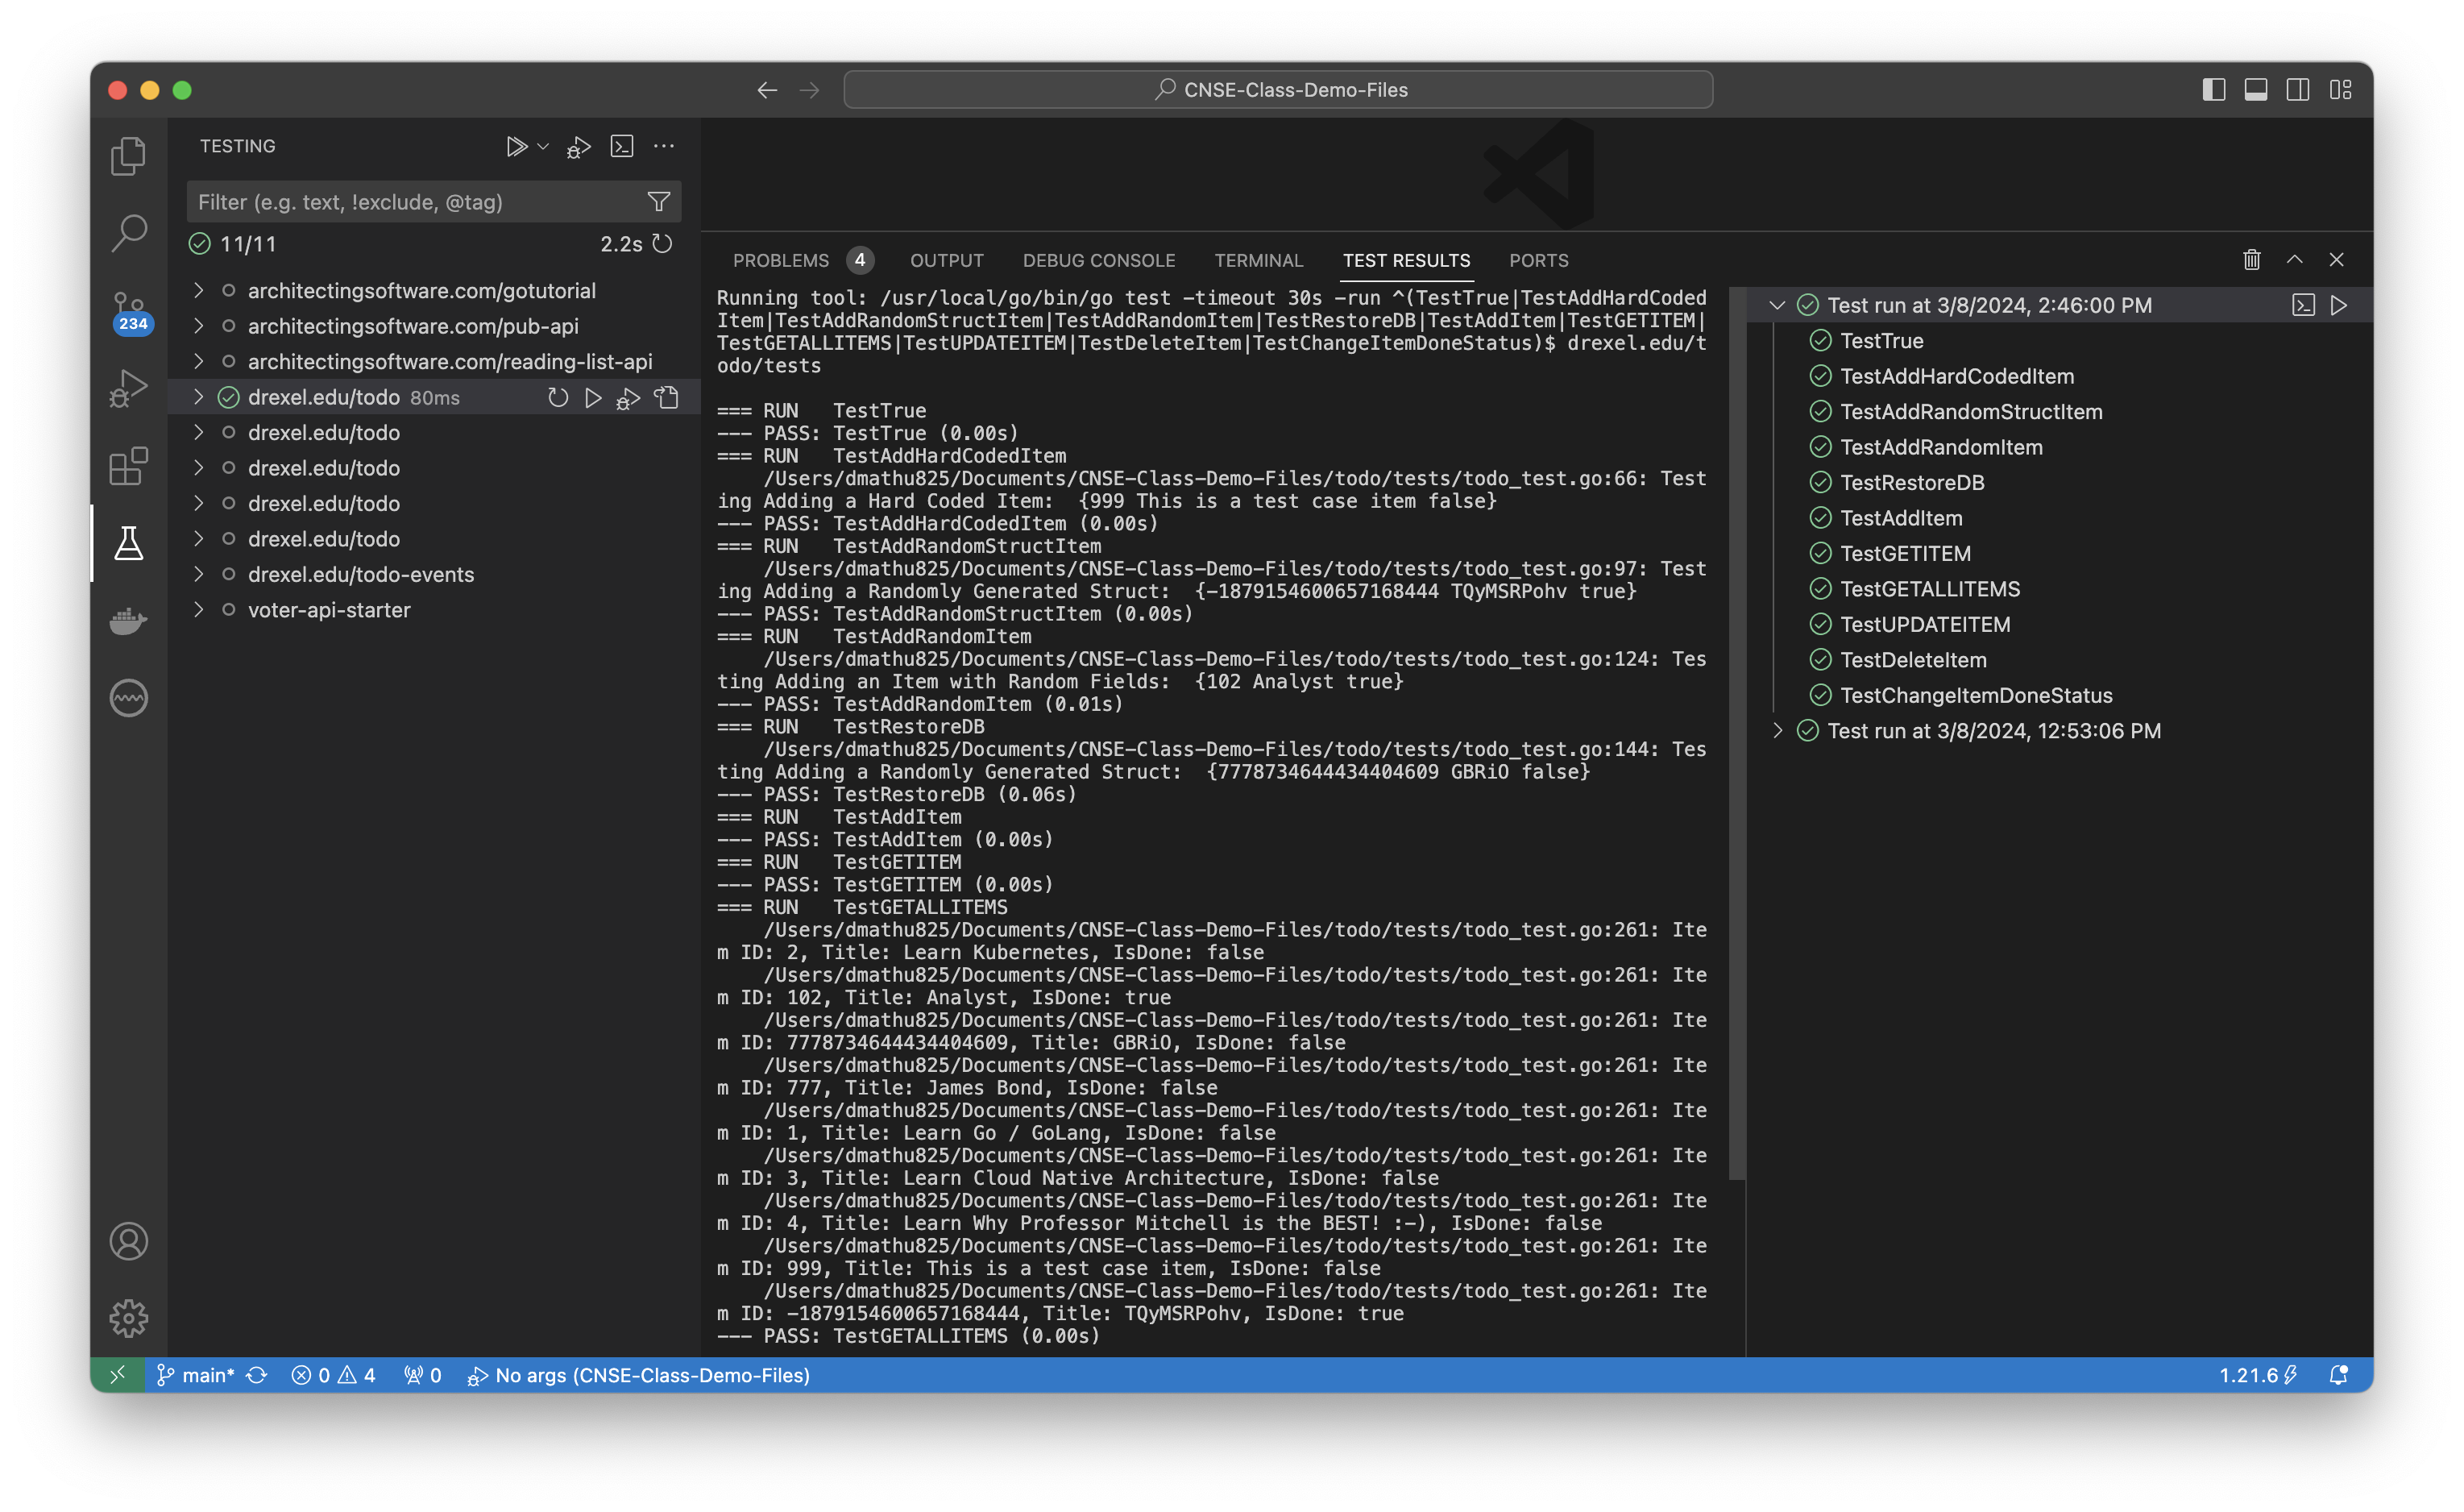 CNSE-Class-Demo-Files
TESTING
Filter (e.g. text, !exclude, @tag)
11/11
2.2s
234
architectingsoftware.com/gotutorial
architectingsoftware.com/pub-api
architectingsoftware.com/reading-list-api
drexel.edu/todo 80ms
drexel.edu/todo
drexel.edu/todo
drexel.edu/todo
drexel.edu/todo
drexel.edu/todo-events
voter-api-starter
PROBLEMS 4 OUTPUT DEBUG CONSOLE TERMINAL TEST RESULTS PORTS
Running tool: /usr/local/go/bin/go test -timeout 30s -run ^(TestTrue|TestAddHardCoded
Item|TestAddRandomStructItem|TestAddRandomItem|TestRestoreDB|TestAddItem|TestGETITEM|
TestGETALLITEMS|TestUPDATEITEM|TestDeleteItem|TestChangeItemDoneStatus)$ drexel.edu/t
odo/tests
=== RUN   TestTrue
--- PASS: TestTrue (0.00s)
=== RUN   TestAddHardCodedItem
    /Users/dmathu825/Documents/CNSE-Class-Demo-Files/todo/tests/todo_test.go:66: Test
ing Adding a Hard Coded Item:  {999 This is a test case item false}
--- PASS: TestAddHardCodedItem (0.00s)
=== RUN   TestAddRandomStructItem
    /Users/dmathu825/Documents/CNSE-Class-Demo-Files/todo/tests/todo_test.go:97: Test
ing Adding a Randomly Generated Struct:  {-1879154600657168444 TQyMSRPohv true}
--- PASS: TestAddRandomStructItem (0.00s)
=== RUN   TestAddRandomItem
    /Users/dmathu825/Documents/CNSE-Class-Demo-Files/todo/tests/todo_test.go:124: Tes
ting Adding an Item with Random Fields:  {102 Analyst true}
--- PASS: TestAddRandomItem (0.01s)
=== RUN   TestRestoreDB
    /Users/dmathu825/Documents/CNSE-Class-Demo-Files/todo/tests/todo_test.go:144: Tes
ting Adding a Randomly Generated Struct:  {7778734644434404609 GBRiO false}
--- PASS: TestRestoreDB (0.06s)
=== RUN   TestAddItem
--- PASS: TestAddItem (0.00s)
=== RUN   TestGETITEM
--- PASS: TestGETITEM (0.00s)
=== RUN   TestGETALLITEMS
    /Users/dmathu825/Documents/CNSE-Class-Demo-Files/todo/tests/todo_test.go:261: Ite
m ID: 2, Title: Learn Kubernetes, IsDone: false
    /Users/dmathu825/Documents/CNSE-Class-Demo-Files/todo/tests/todo_test.go:261: Ite
m ID: 102, Title: Analyst, IsDone: true
    /Users/dmathu825/Documents/CNSE-Class-Demo-Files/todo/tests/todo_test.go:261: Ite
m ID: 7778734644434404609, Title: GBRiO, IsDone: false
    /Users/dmathu825/Documents/CNSE-Class-Demo-Files/todo/tests/todo_test.go:261: Ite
m ID: 777, Title: James Bond, IsDone: false
    /Users/dmathu825/Documents/CNSE-Class-Demo-Files/todo/tests/todo_test.go:261: Ite
m ID: 1, Title: Learn Go / GoLang, IsDone: false
    /Users/dmathu825/Documents/CNSE-Class-Demo-Files/todo/tests/todo_test.go:261: Ite
m ID: 3, Title: Learn Cloud Native Architecture, IsDone: false
    /Users/dmathu825/Documents/CNSE-Class-Demo-Files/todo/tests/todo_test.go:261: Ite
m ID: 4, Title: Learn Why Professor Mitchell is the BEST! :-), IsDone: false
    /Users/dmathu825/Documents/CNSE-Class-Demo-Files/todo/tests/todo_test.go:261: Ite
m ID: 999, Title: This is a test case item, IsDone: false
    /Users/dmathu825/Documents/CNSE-Class-Demo-Files/todo/tests/todo_test.go:261: Ite
m ID: -1879154600657168444, Title: TQyMSRPohv, IsDone: true
--- PASS: TestGETALLITEMS (0.00s)
Test run at 3/8/2024, 2:46:00 PM
TestTrue
TestAddHardCodedItem
TestAddRandomStructItem
TestAddRandomItem
TestRestoreDB
TestAddItem
TestGETITEM
TestGETALLITEMS
TestUPDATEITEM
TestDeleteItem
TestChangeItemDoneStatus
Test run at 3/8/2024, 12:53:06 PM
main* 0 4 0 No args (CNSE-Class-Demo-Files) 1.21.6